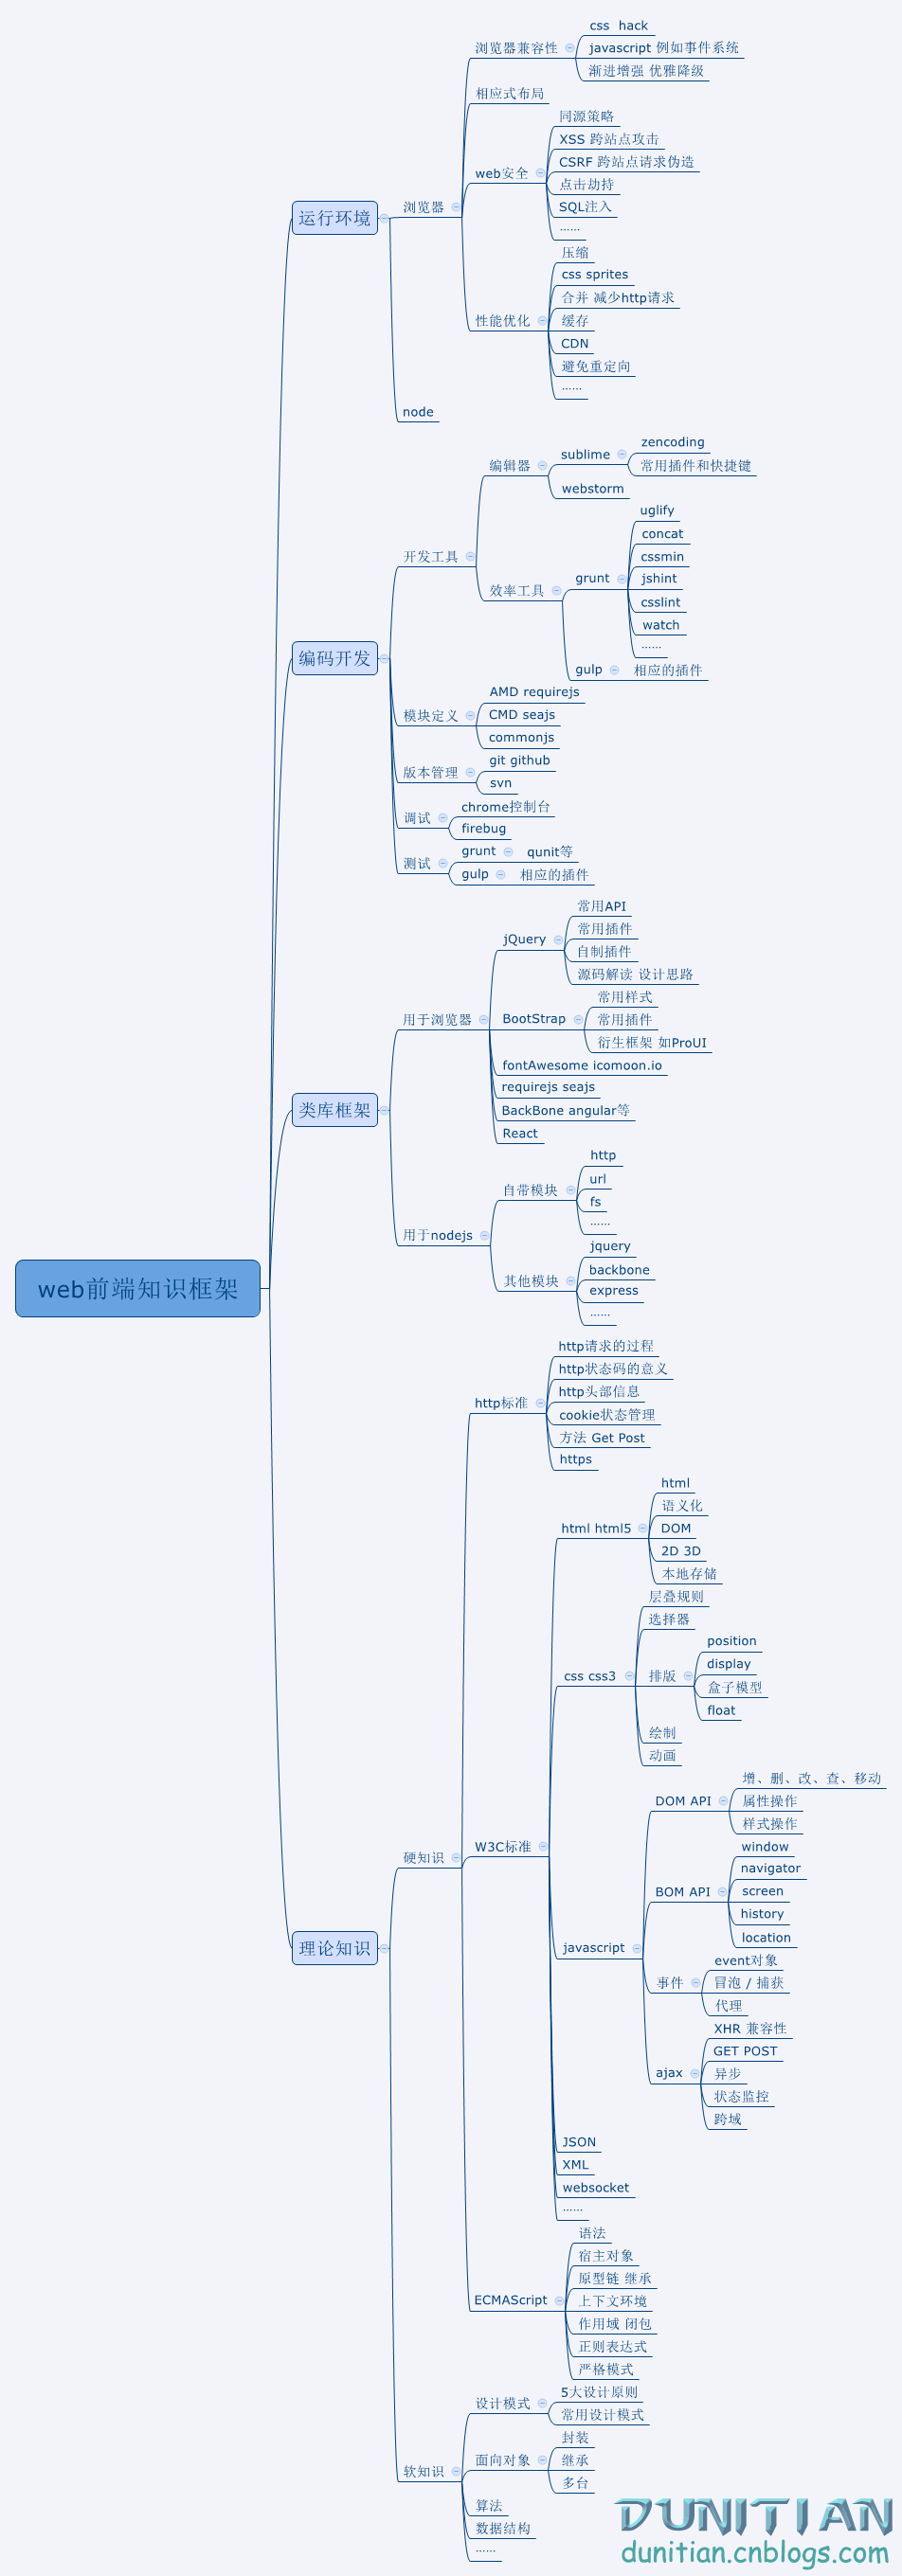 css  hack
浏览器兼容性
javascript 例如事件系统
渐进增强 优雅降级
相应式布局
同源策略
XSS 跨站点攻击
CSRF 跨站点请求伪造
web安全
点击劫持
SQL注入
......
浏览器
运行环境
压缩
css sprites
合并 减少http请求
性能优化
缓存
CDN
避免重定向
......
node
zencoding
sublime
编辑器
常用插件和快捷键
webstorm
uglify
concat
开发工具
cssmin
grunt
jshint
效率工具
csslint
watch
......
编码开发
gulp
相应的插件
AMD requirejs
模块定义
CMD seajs
commonjs
git github
版本管理
svn
chrome控制台
调试
firebug
grunt
qunit等
测试
gulp
相应的插件
常用API
常用插件
jQuery
自制插件
源码解读 设计思路
常用样式
用于浏览器
BootStrap
常用插件
衍生框架 如ProUI
fontAwesome icomoon.io
requirejs seajs
类库框架
BackBone angular等
React
http
url
自带模块
fs
......
用于nodejs
jquery
backbone
其他模块
express
......
web前端知识框架
http请求的过程
http状态码的意义
http头部信息
http标准
cookie状态管理
方法 Get Post
https
html
语义化
html html5
DOM
2D 3D
本地存储
层叠规则
选择器
position
display
css css3
排版
盒子模型
float
绘制
动画
增、删、改、查、移动
DOM API
属性操作
样式操作
W3C标准
硬知识
window
navigator
BOM API
screen
history
location
理论知识
javascript
event对象
事件
冒泡 / 捕获
代理
XHR 兼容性
GET POST
ajax
异步
状态监控
跨域
JSON
XML
websocket
......
语法
宿主对象
原型链 继承
ECMAScript
上下文环境
作用域 闭包
正则表达式
严格模式
5大设计原则
设计模式
常用设计模式
封装
面向对象
继承
软知识
多台
算法
数据结构
......
DUNITIAN
dunitian.cnblogs.com